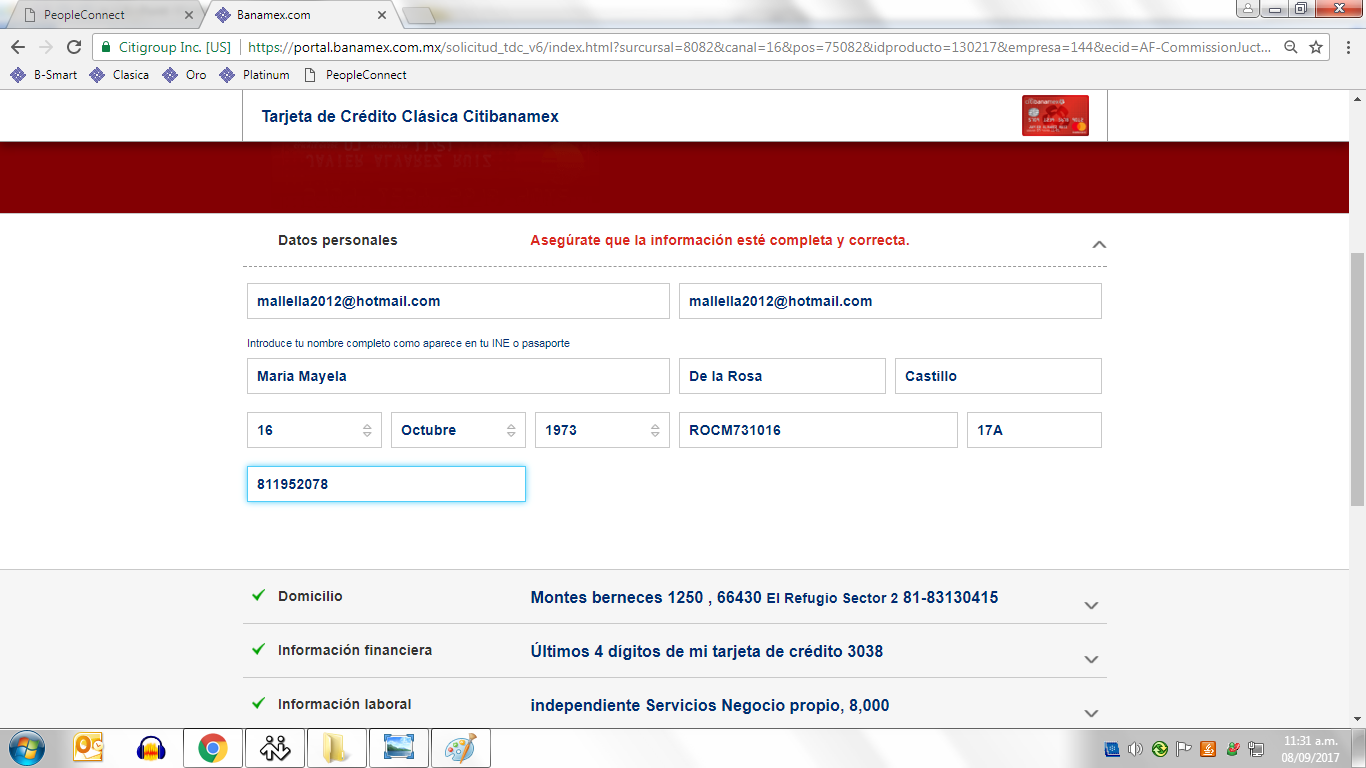 PeopleConnect
Banamex.com
Citigroup Inc. [US]
https://portal.banamex.com.mx/solicitud_tdc_v6/index.html?surcursal=8082&canal=16&pos=75082&idproducto=130217&empresa=144&ecid=AF-CommissionJuct...
B-Smart Clasica Oro Platinum PeopleConnect
Tarjeta de Crédito Clásica Citibanamex
Datos personales Asegúrate que la información esté completa y correcta.
mallella2012@hotmail.com mallella2012@hotmail.com
Introduce tu nombre completo como aparece en tu INE o pasaporte
Maria Mayela De la Rosa Castillo
16 Octubre 1973 ROCM731016 17A
811952078
Domicilio Montes berneces 1250 , 66430 El Refugio Sector 2 81-83130415
Información financiera Últimos 4 dígitos de mi tarjeta de crédito 3038
Información laboral independiente Servicios Negocio propio, 8,000
11:31 a.m.
08/09/2017